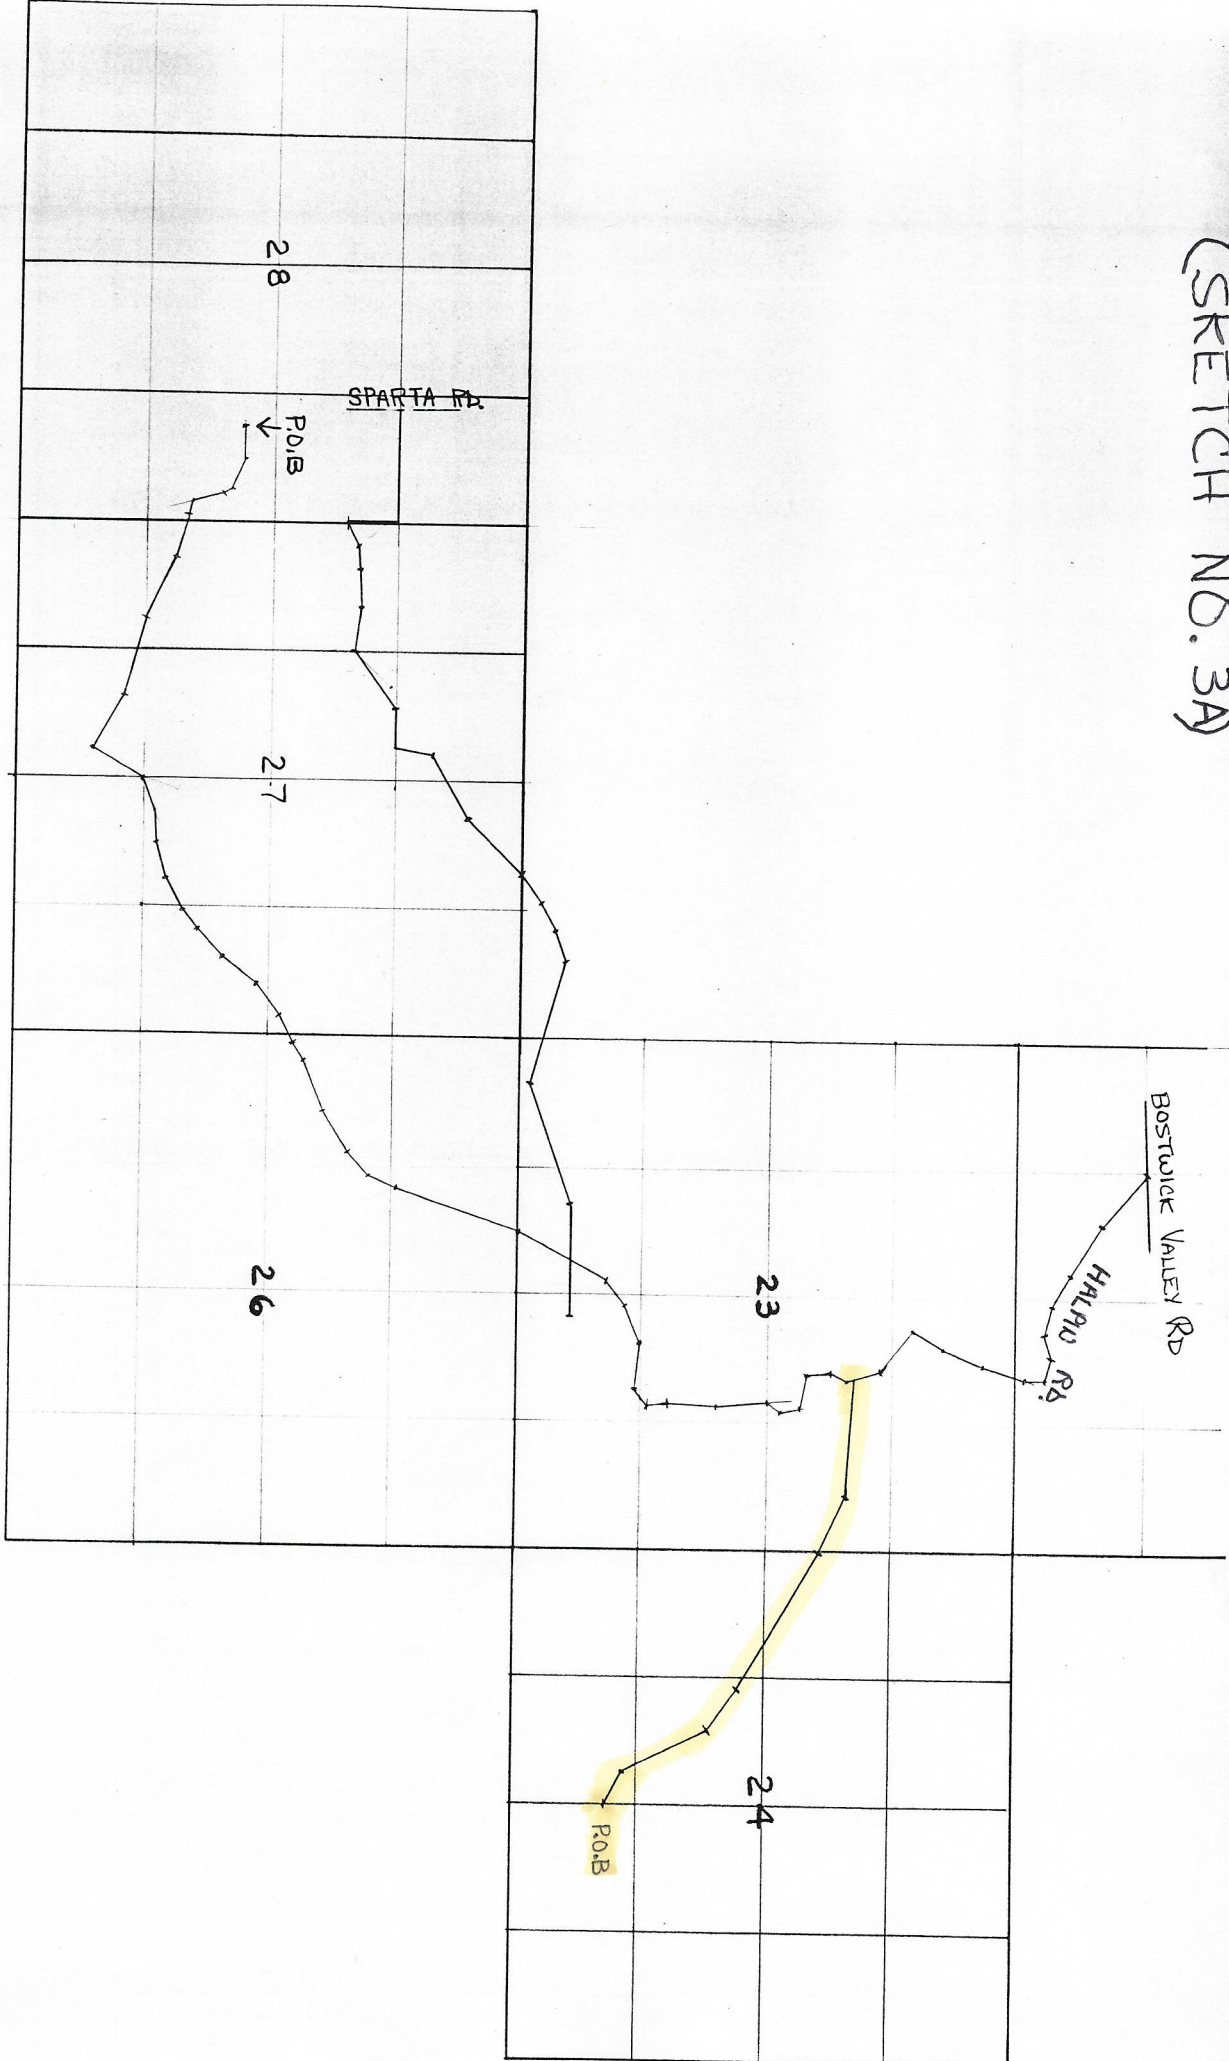 (SKETCH NO. 3A)
BOSTWICK VALLEY RD
HALPIN RD.
SPARTA RD.
P.O.B
28
27
26
23
24
P.O.B